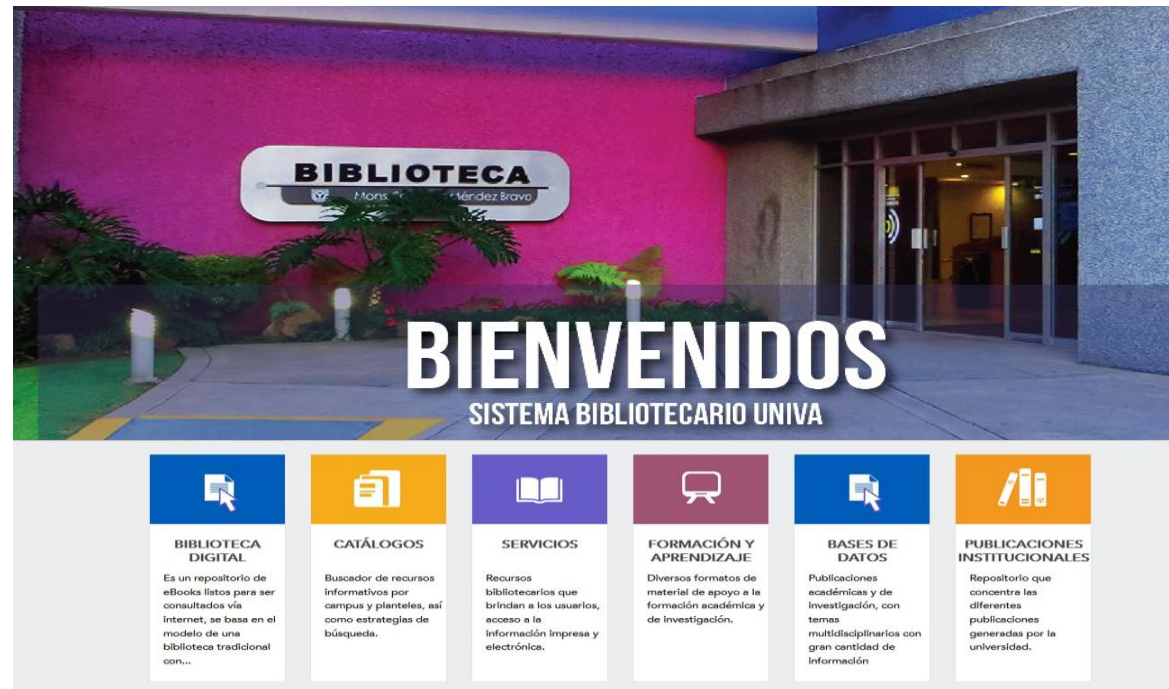 BIBLIOTECA
Mons. Méndez Bravo
BIENVENIDOS
SISTEMA BIBLIOTECARIO UNIVA
BIBLIOTECA
DIGITAL
Es un repositorio de
eBooks listos para ser
consultados vía
internet, se basa en el
modelo de una
biblioteca tradicional
con...
CATÁLOGOS
Buscador de recursos
informativos por
campus y planteles, así
como estrategias de
búsqueda.
SERVICIOS
Recursos
bibliotecarios que
brindan a los usuarios,
acceso a la
información impresa y
electrónica.
FORMACIÓN Y
APRENDIZAJE
Diversos formatos de
material de apoyo a la
formación académica y
de investigación.
BASES DE
DATOS
Publicaciones
académicas y de
investigación, con
temas
multidisciplinarios con
gran cantidad de
información
PUBLICACIONES
INSTITUCIONALES
Repositorio que
concentra las
diferentes
publicaciones
generadas por la
universidad.